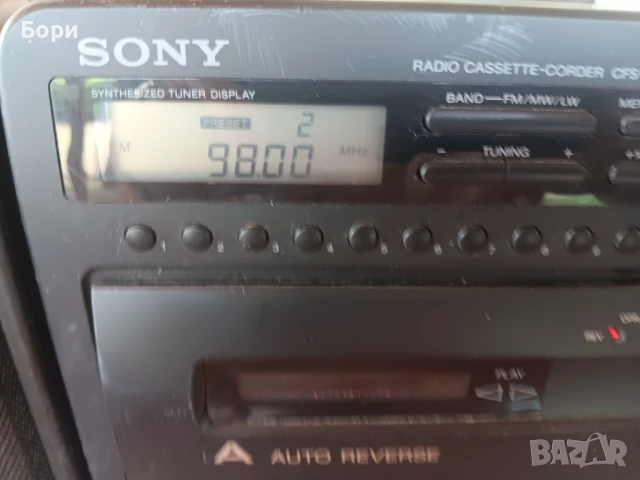 Бори
SONY
RADIO CASSETTE-CORDER CFS
SYNTHESIZED TUNER DISPLAY
BAND—FM/MW/LW
PRESET 2
FM 98.00 MHz
− TUNING +
1 2 3 4 5 6 7 8 9
REV
PLAY
A AUTO REVERSE
BAZAR